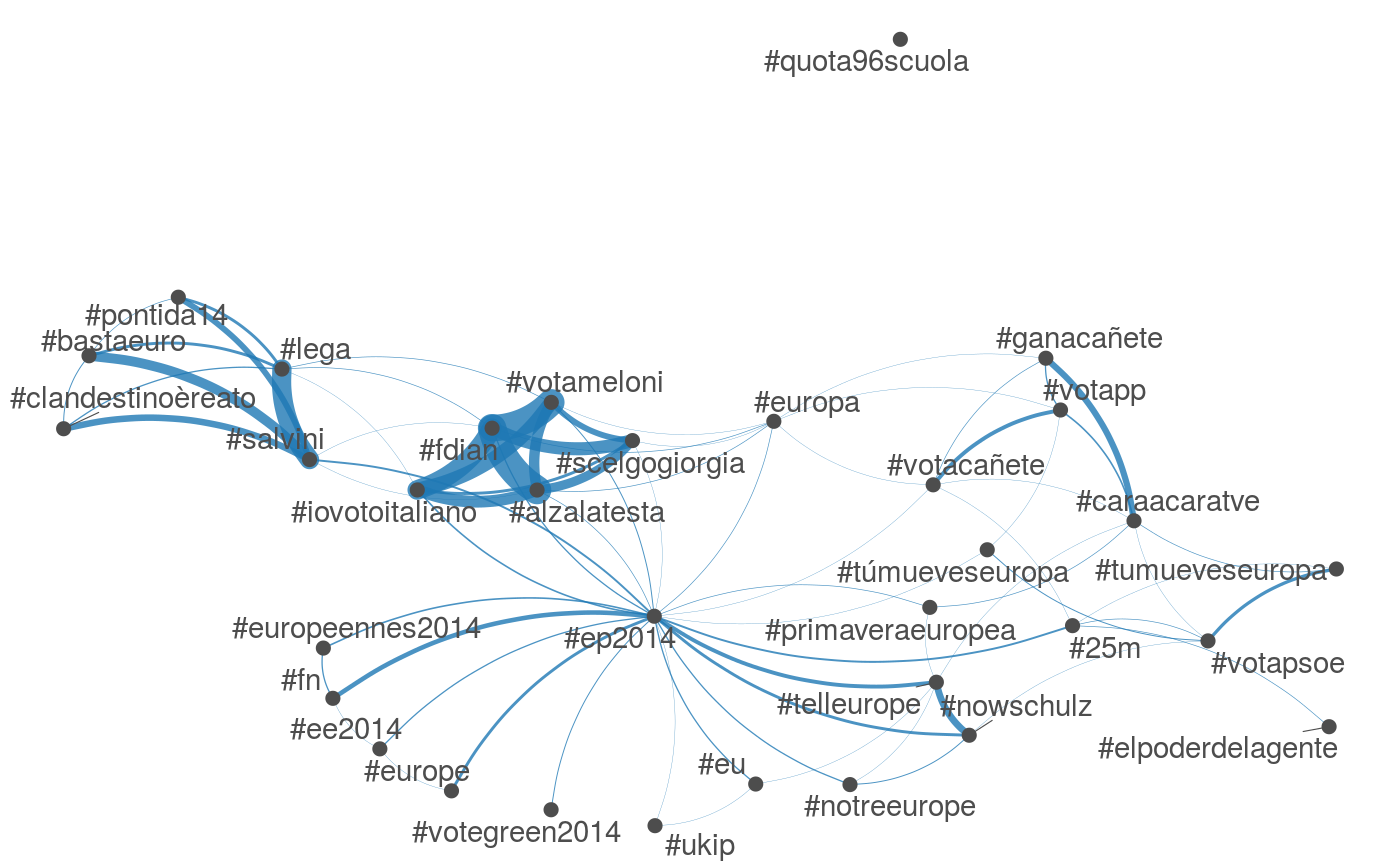 #quota96scuola
#pontida14
#bastaeuro
#ganacañete
#lega
#votameloni
#votapp
#clandestinoèreato
#europa
#salvini
#fdian
#scelgogiorgia
#votacañete
#caraacaratve
#iovotoitaliano
#alzalatesta
#túmueveseuropa
#tumueveseuropa
#europeennes2014
#ep2014
#primaveraeuropea
#25m
#votapsoe
#fn
#telleurope
#nowschulz
#ee2014
#elpoderdelagente
#europe
#eu
#notreeurope
#votegreen2014
#ukip